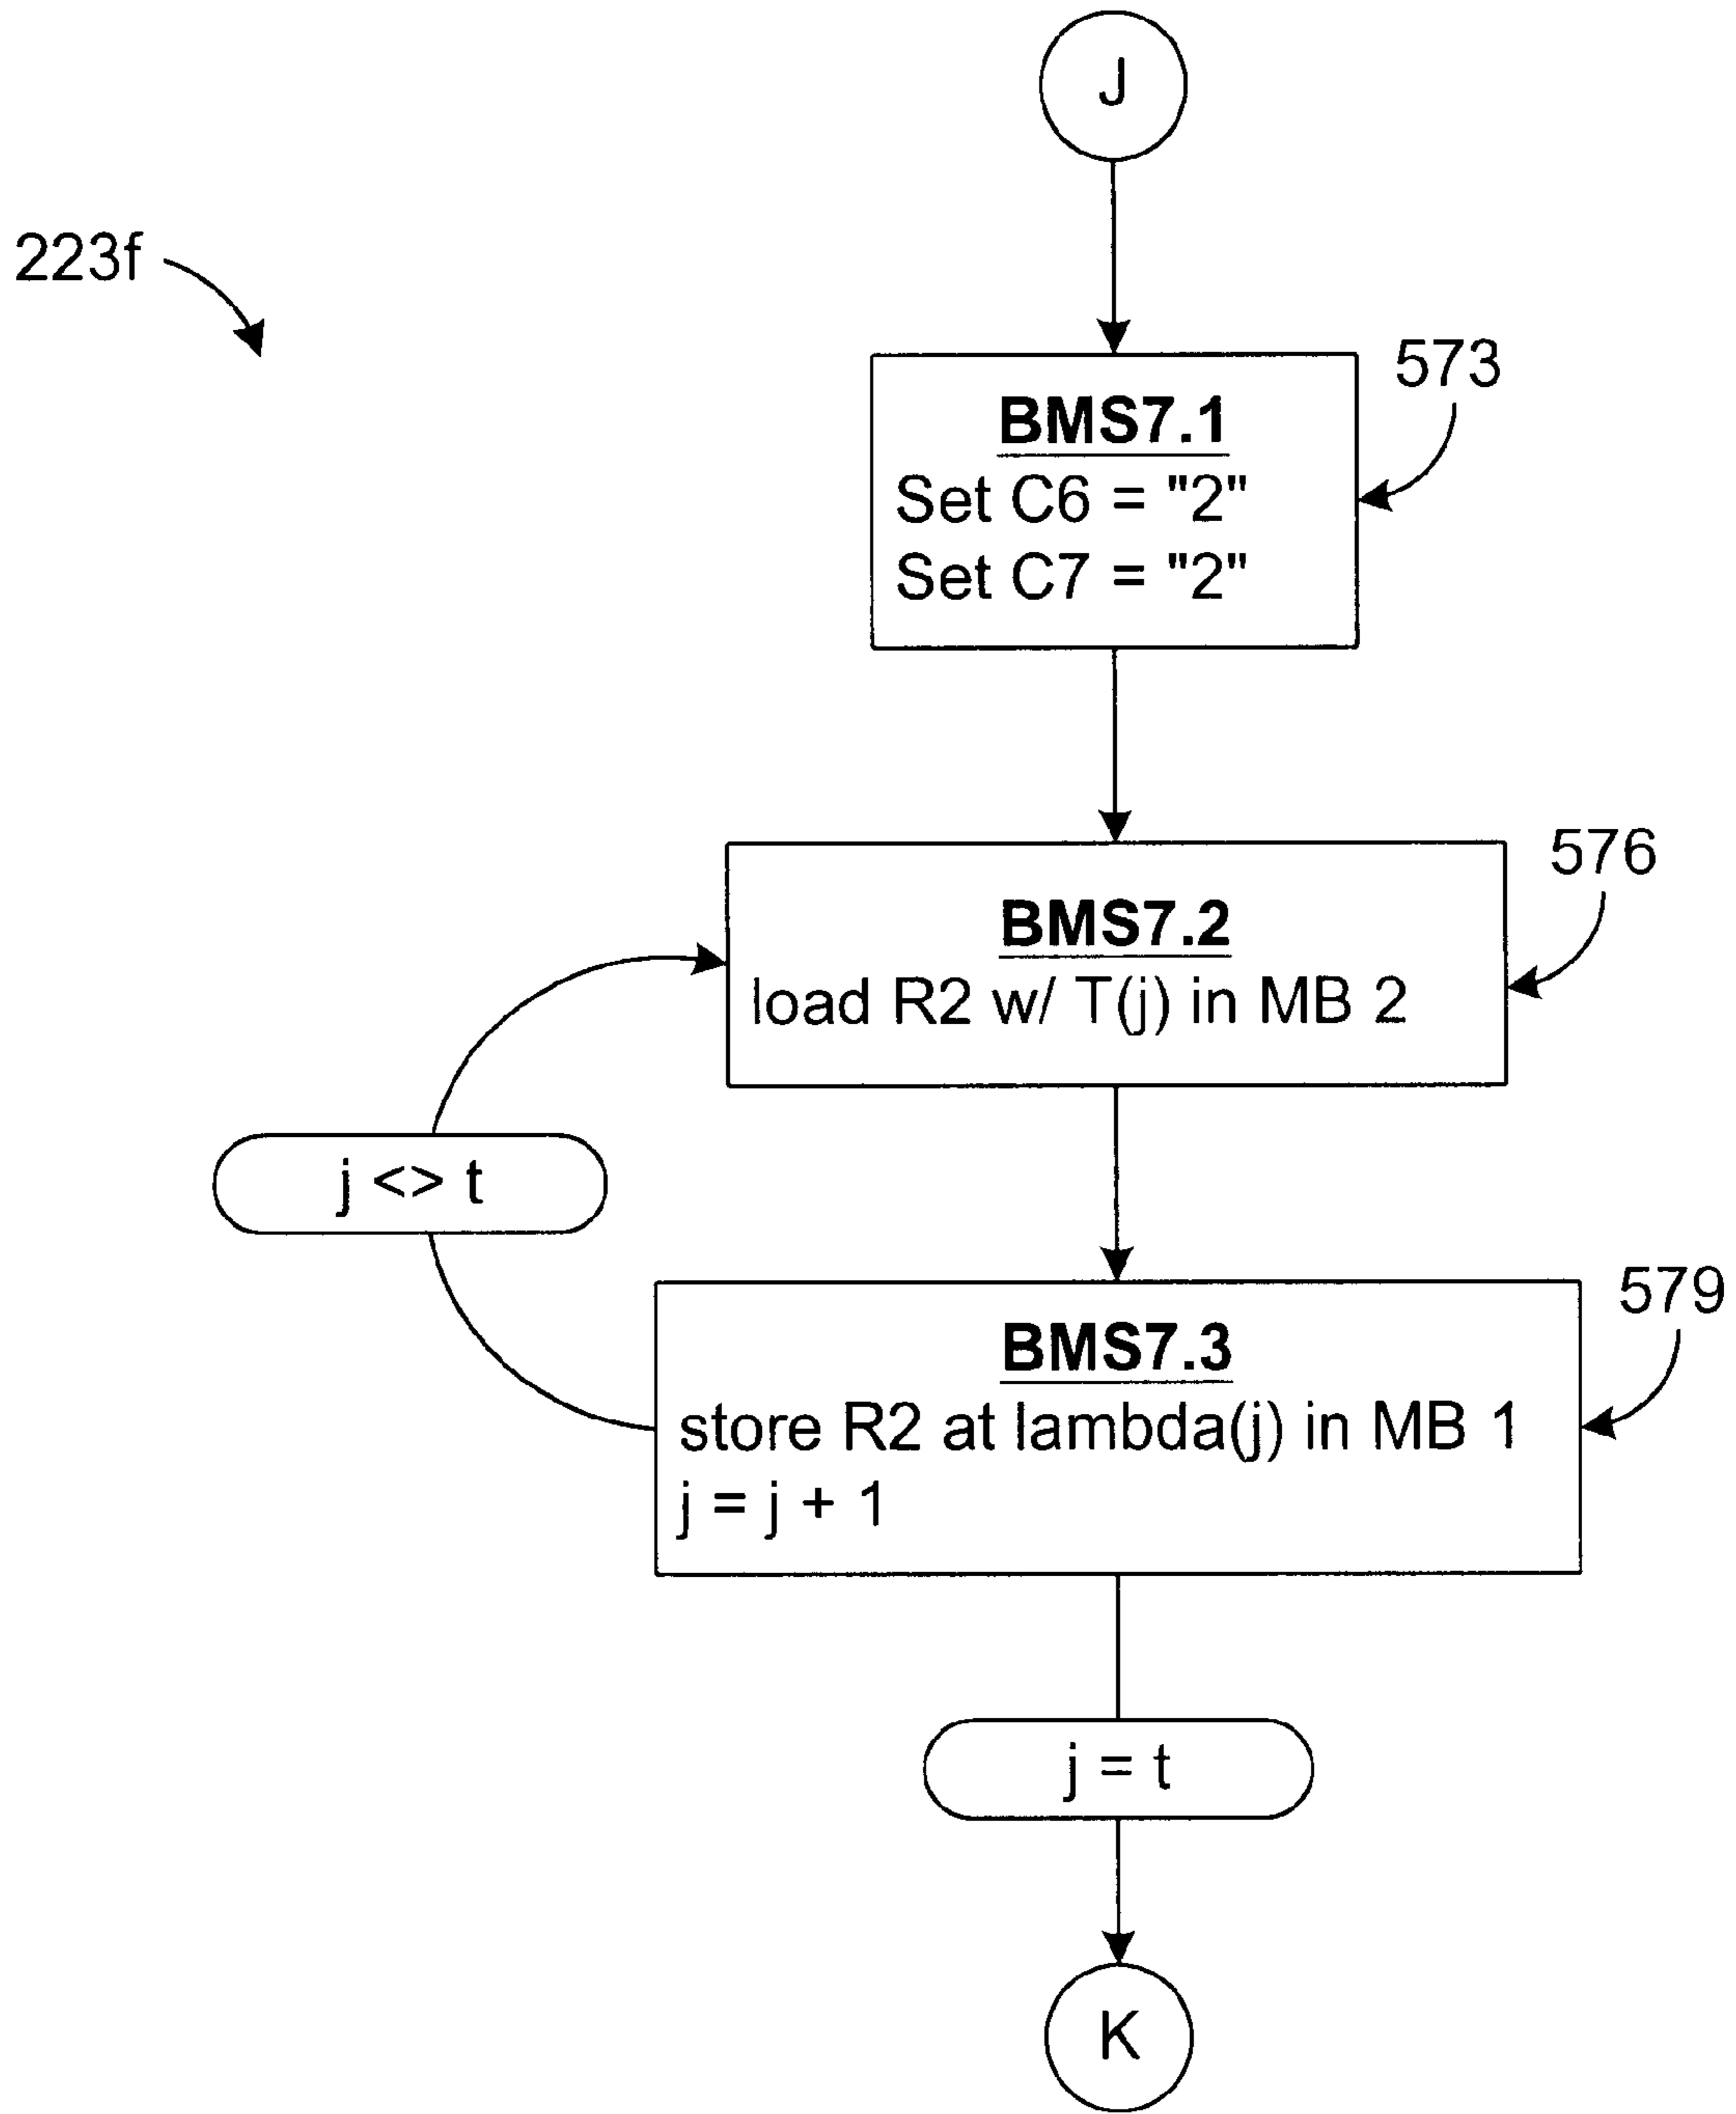 J
223f
573
BMS7.1
Set C6 = "2"
Set C7 = "2"
576
BMS7.2
load R2 w/ T(j) in MB 2
j <> t
579
BMS7.3
store R2 at lambda(j) in MB 1
j = j + 1
j = t
K